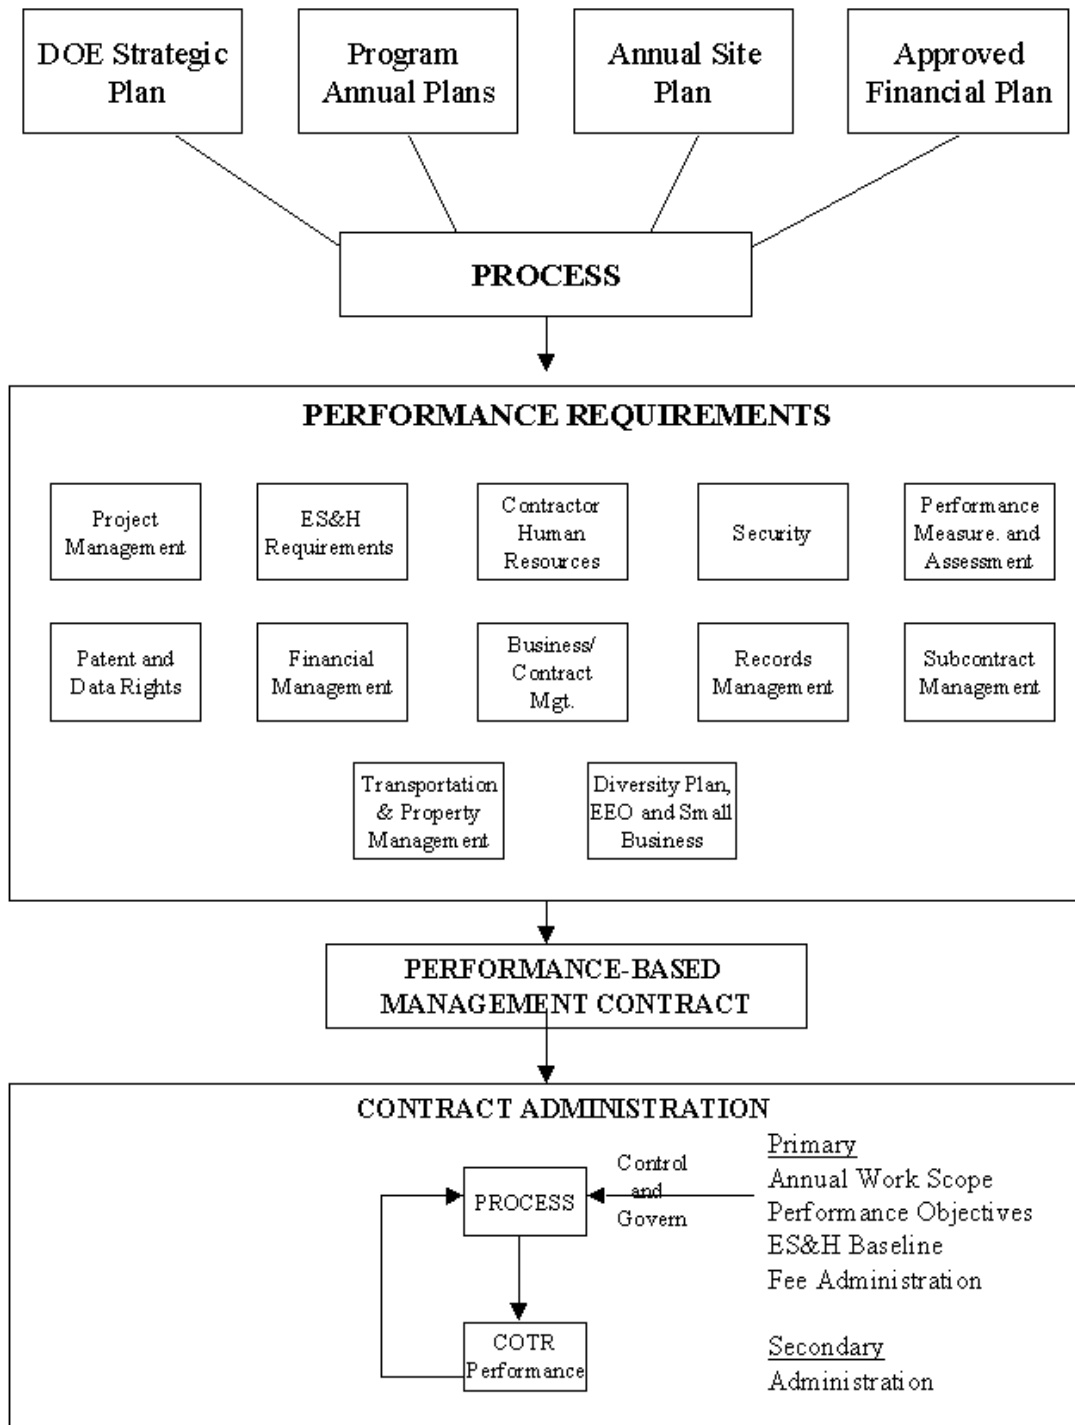 DOE Strategic
Plan
Program
Annual Plans
Annual Site
Plan
Approved
Financial Plan
PROCESS
PERFORMANCE REQUIREMENTS
Project
Management
ES&H
Requirements
Contractor
Human
Resources
Security
Performance
Measure. and
Assessment
Patent and
Data Rights
Financial
Management
Business/
Contract
Mgt.
Records
Management
Subcontract
Management
Transportation
& Property
Management
Diversity Plan,
EEO and Small
Business
PERFORMANCE-BASED
MANAGEMENT CONTRACT
CONTRACT ADMINISTRATION
PROCESS
Control
and
Govern
Primary
Annual Work Scope
Performance Objectives
ES&H Baseline
Fee Administration
COTR
Performance
Secondary
Administration